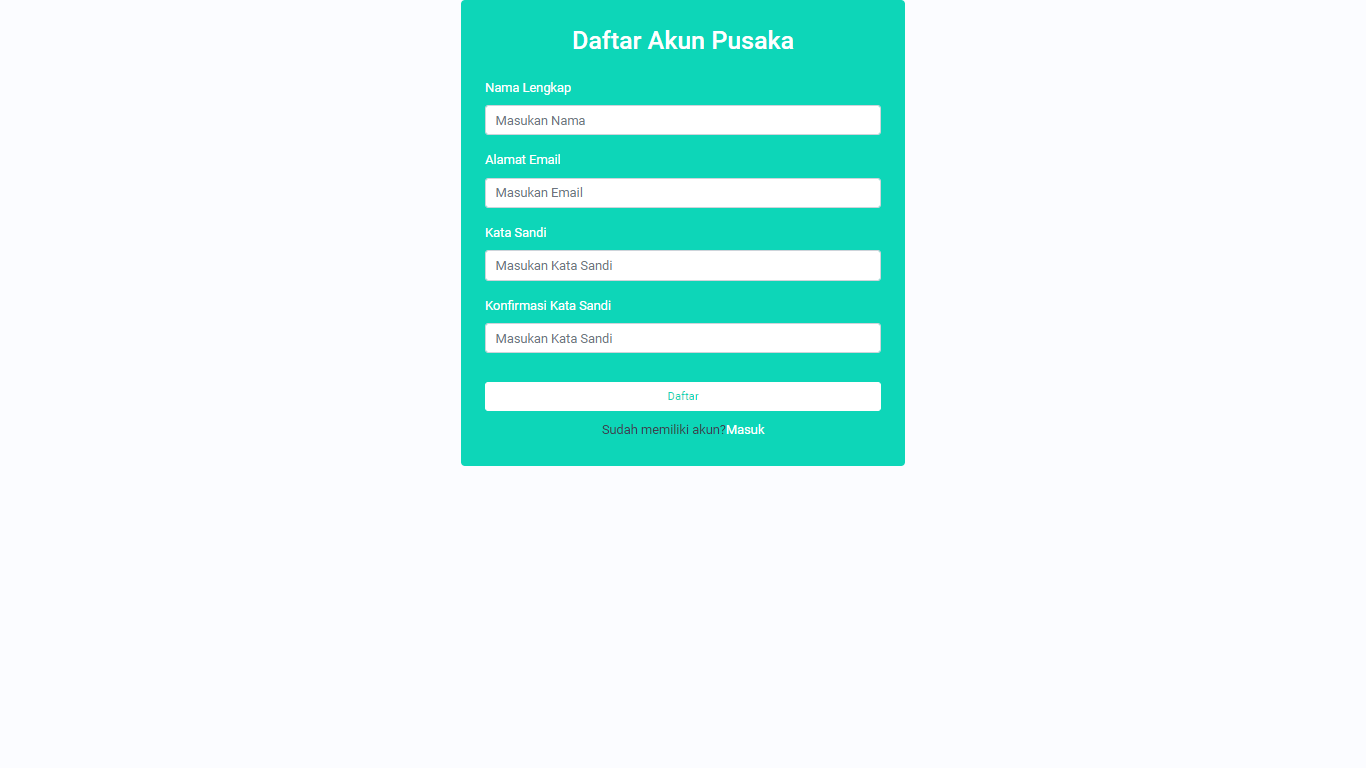 Daftar Akun Pusaka
Nama Lengkap
Masukan Nama
Alamat Email
Masukan Email
Kata Sandi
Masukan Kata Sandi
Konfirmasi Kata Sandi
Masukan Kata Sandi
Daftar
Sudah memiliki akun?Masuk